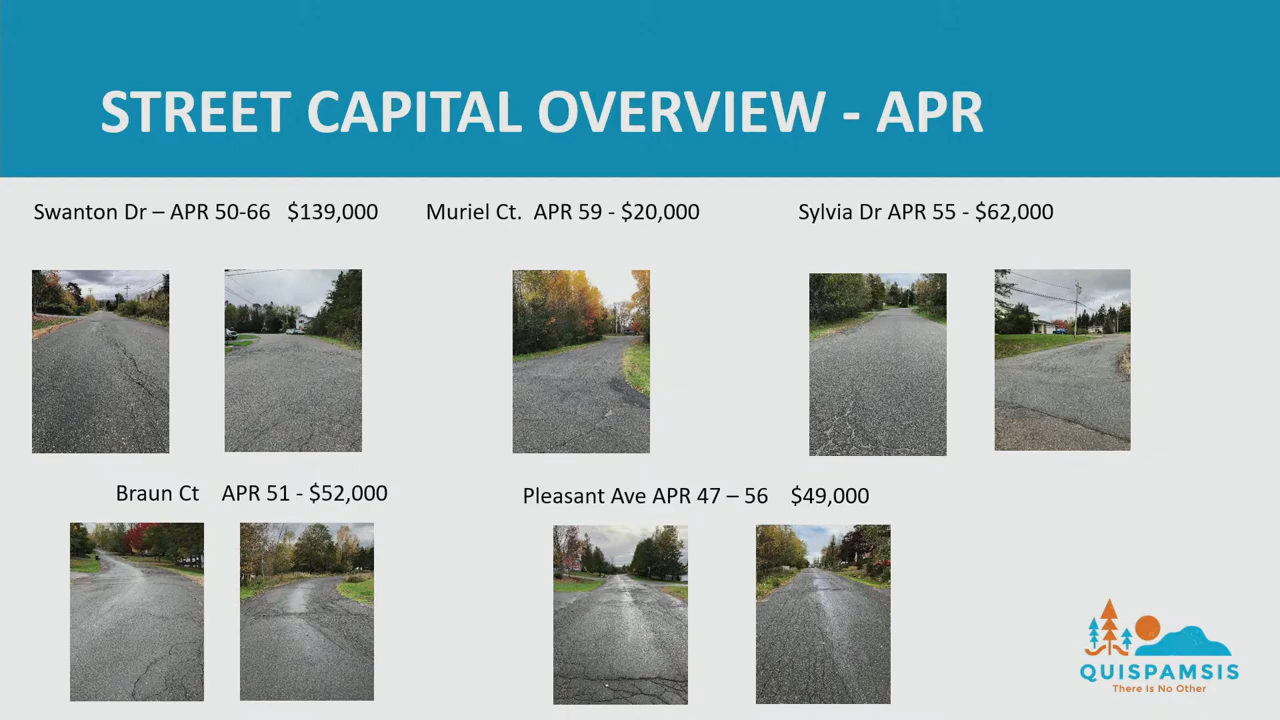 STREET CAPITAL OVERVIEW - APR
Swanton Dr – APR 50-66 $139,000
Muriel Ct. APR 59 - $20,000
Sylvia Dr APR 55 - $62,000
Braun Ct APR 51 - $52,000
Pleasant Ave APR 47 – 56 $49,000
QUISPAMSIS
There Is No Other